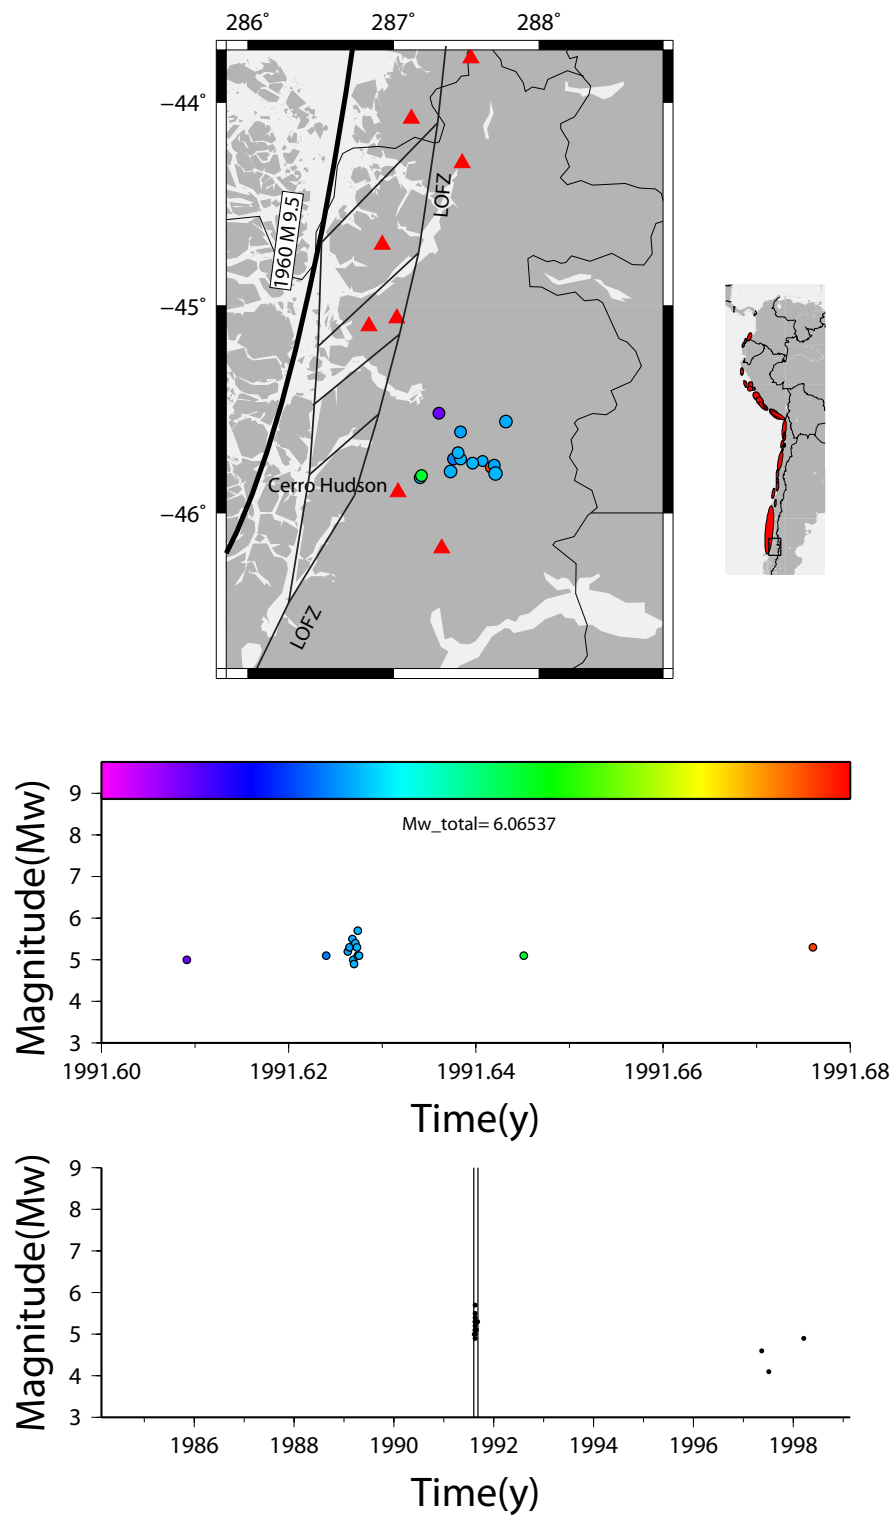 286˚ 287˚ 288˚
−44˚
−45˚
−46˚
1960 M 9.5
LOFZ
Cerro Hudson
LOFZ
Magnitude(Mw)
9
8
7
6
5
4
3
Mw_total= 6.06537
1991.60 1991.62 1991.64 1991.66 1991.68
Time(y)
Magnitude(Mw)
9
8
7
6
5
4
3
1986 1988 1990 1992 1994 1996 1998
Time(y)